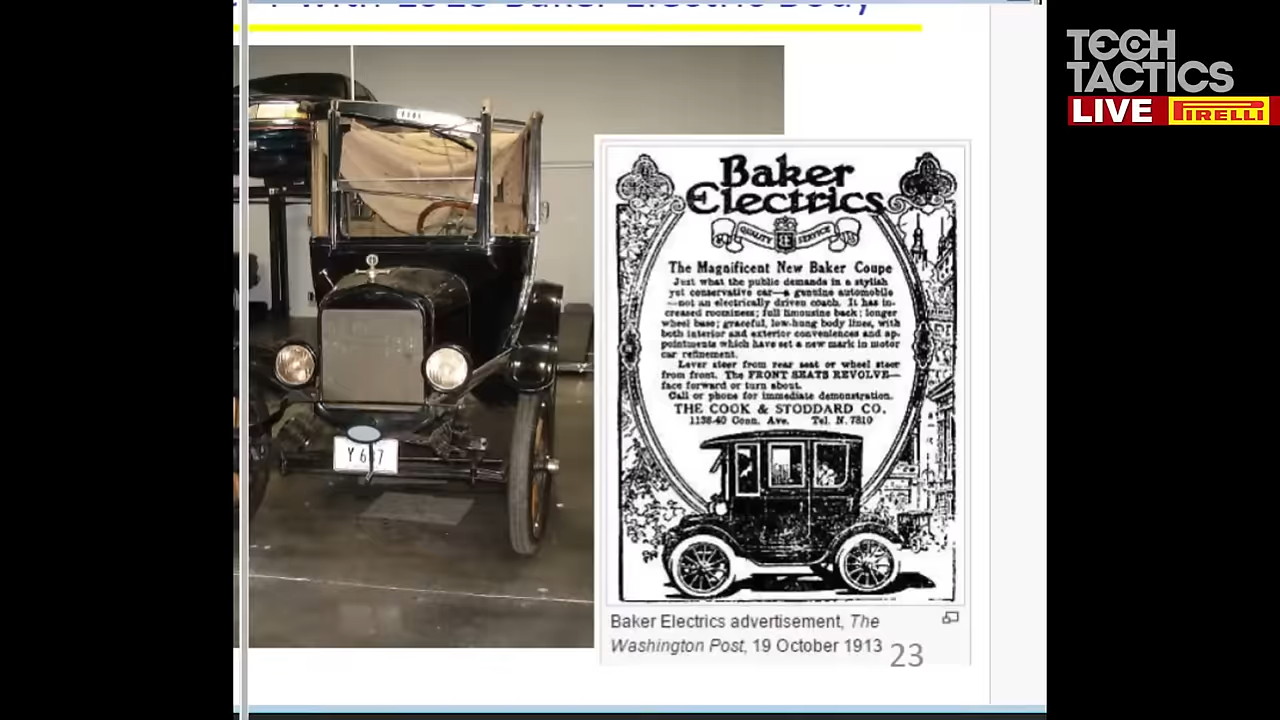 TECH
TACTICS
LIVE PIRELLI
Baker
Electrics
QUALITY SERVICE
The Magnificent New Baker Coupe
Just what the public demands in a stylish
yet conservative car—a genuine automobile
—not an electrically driven coach. It has in-
creased roominess; full limousine back; longer
wheel base; graceful, low-hung body lines, with
both interior and exterior conveniences and ap-
pointments which have set a new mark in motor
car refinement.
Lever steer from rear seat or wheel steer
from front. The FRONT SEATS REVOLVE—
face forward or turn about.
Call or phone for immediate demonstration.
THE COOK & STODDARD CO.
1138-40 Conn. Ave. Tel. N. 7810
Y 6 7
Baker Electrics advertisement, The
Washington Post, 19 October 1913
23